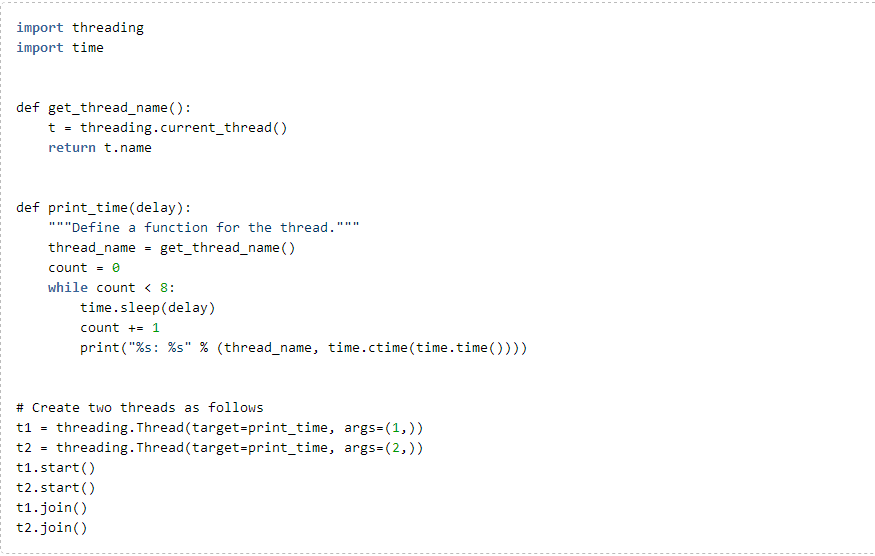 import threading
import time
def get_thread_name():
    t = threading.current_thread()
    return t.name
def print_time(delay):
    """Define a function for the thread."""
    thread_name = get_thread_name()
    count = 0
    while count < 8:
        time.sleep(delay)
        count += 1
        print("%s: %s" % (thread_name, time.ctime(time.time())))
# Create two threads as follows
t1 = threading.Thread(target=print_time, args=(1,))
t2 = threading.Thread(target=print_time, args=(2,))
t1.start()
t2.start()
t1.join()
t2.join()